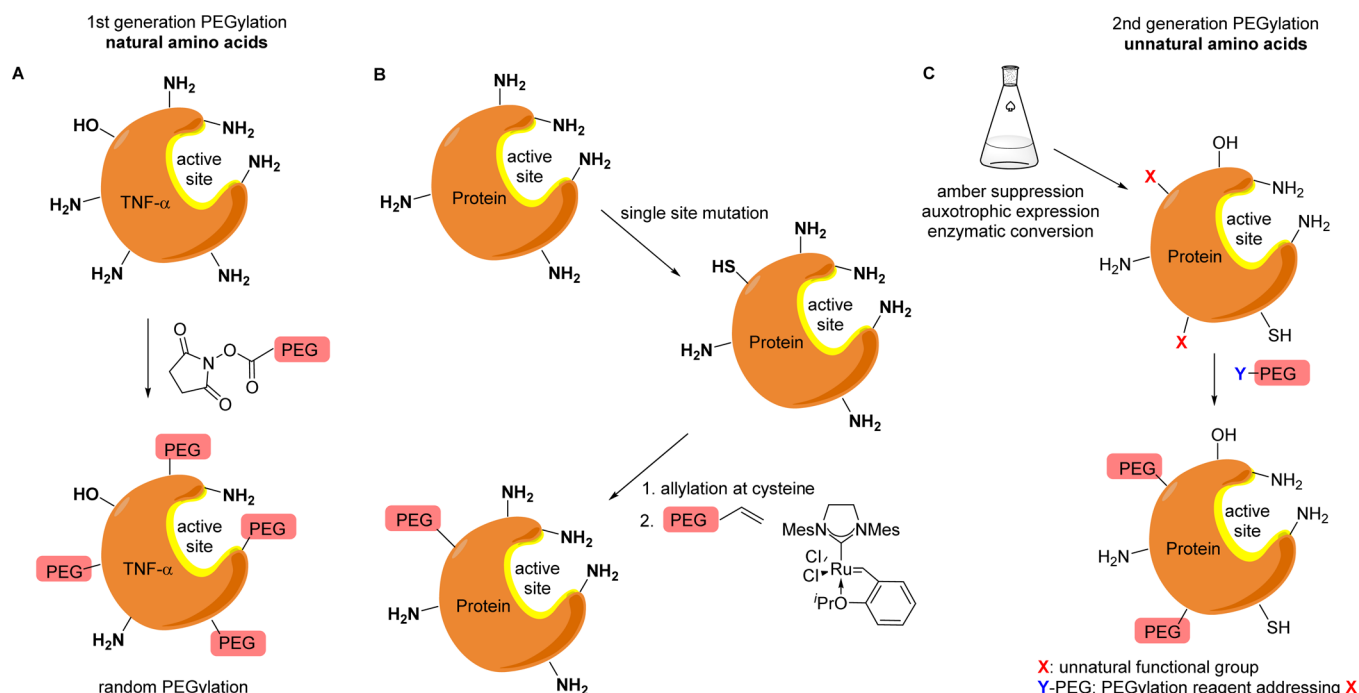 1st generation PEGylation
natural amino acids
A
NH2
HO
NH2
active
site
NH2
TNF-α
H2N
H2N
NH2
O
N
O
PEG
O
O
PEG
HO
NH2
active
site
PEG
PEG
TNF-α
H2N
PEG
random PEGylation
B
NH2
NH2
active
site
NH2
Protein
H2N
NH2
single site mutation
NH2
HS
NH2
active
site
NH2
Protein
H2N
NH2
1. allylation at cysteine
2. PEG
MesN NMes
Cl
Cl
Ru
iPrO
NH2
PEG
NH2
active
site
NH2
Protein
H2N
NH2
2nd generation PEGylation
unnatural amino acids
C
amber suppression
auxotrophic expression
enzymatic conversion
OH
X
NH2
active
site
NH2
Protein
H2N
X
SH
Y-PEG
OH
PEG
NH2
active
site
NH2
Protein
H2N
PEG
SH
X: unnatural functional group
Y-PEG: PEGylation reagent addressing X